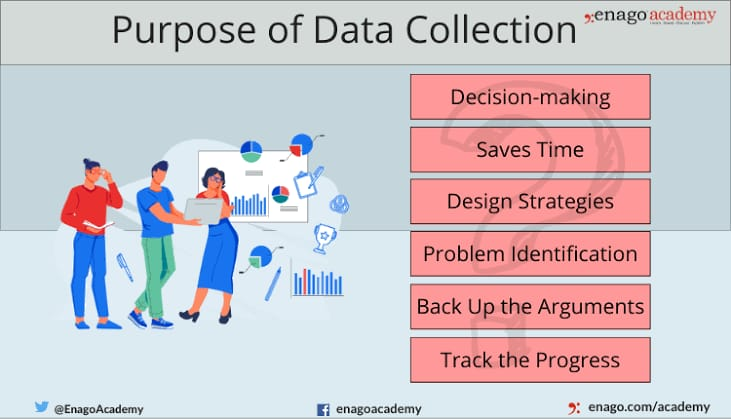 Purpose of Data Collection
enago academy
Decision-making
Saves Time
Design Strategies
Problem Identification
Back Up the Arguments
Track the Progress
@EnagoAcademy
enagoacademy
enago.com/academy